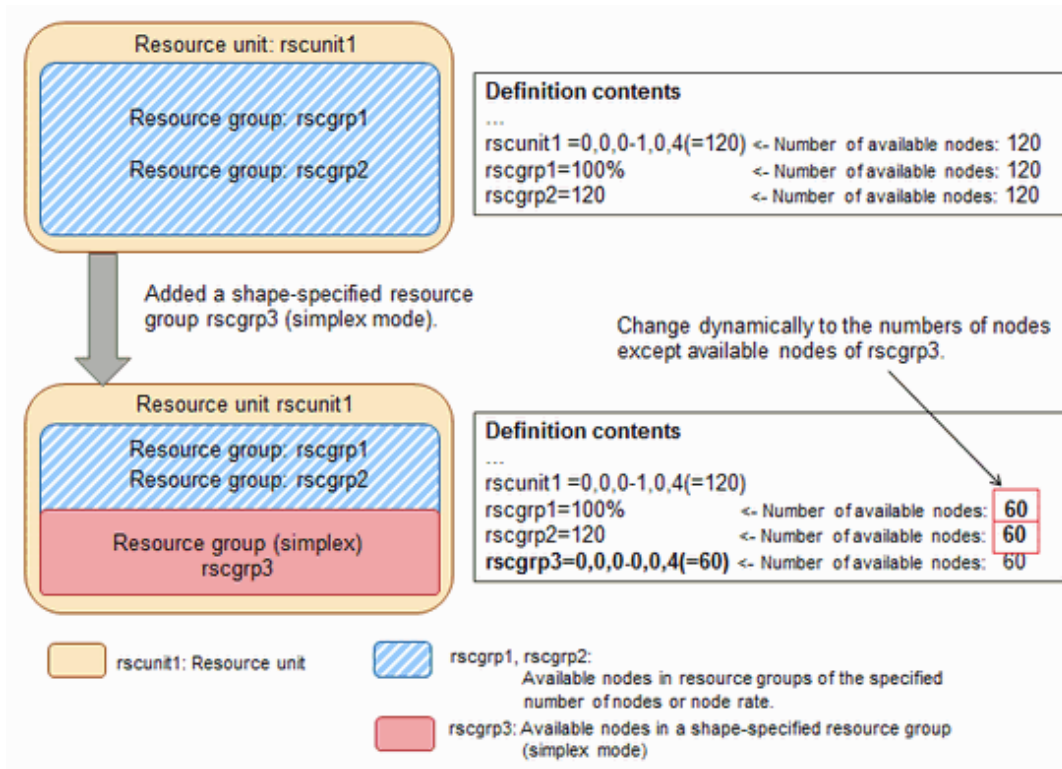 Resource unit: rscunit1
Resource group: rscgrp1
Resource group: rscgrp2
Definition contents
...
rscunit1 =0,0,0-1,0,4(=120) <- Number of available nodes: 120
rscgrp1=100% <- Number of available nodes: 120
rscgrp2=120 <- Number of available nodes: 120
Added a shape-specified resource
group rscgrp3 (simplex mode).
Change dynamically to the numbers of nodes
except available nodes of rscgrp3.
Resource unit rscunit1
Resource group: rscgrp1
Resource group: rscgrp2
Resource group (simplex)
rscgrp3
Definition contents
...
rscunit1 =0,0,0-1,0,4(=120)
rscgrp1=100% <- Number of available nodes: 60
rscgrp2=120 <- Number of available nodes: 60
rscgrp3=0,0,0-0,0,4(=60) <- Number of available nodes: 60
rscunit1: Resource unit
rscgrp1, rscgrp2:
Available nodes in resource groups of the specified
number of nodes or node rate.
rscgrp3: Available nodes in a shape-specified resource group
(simplex mode)